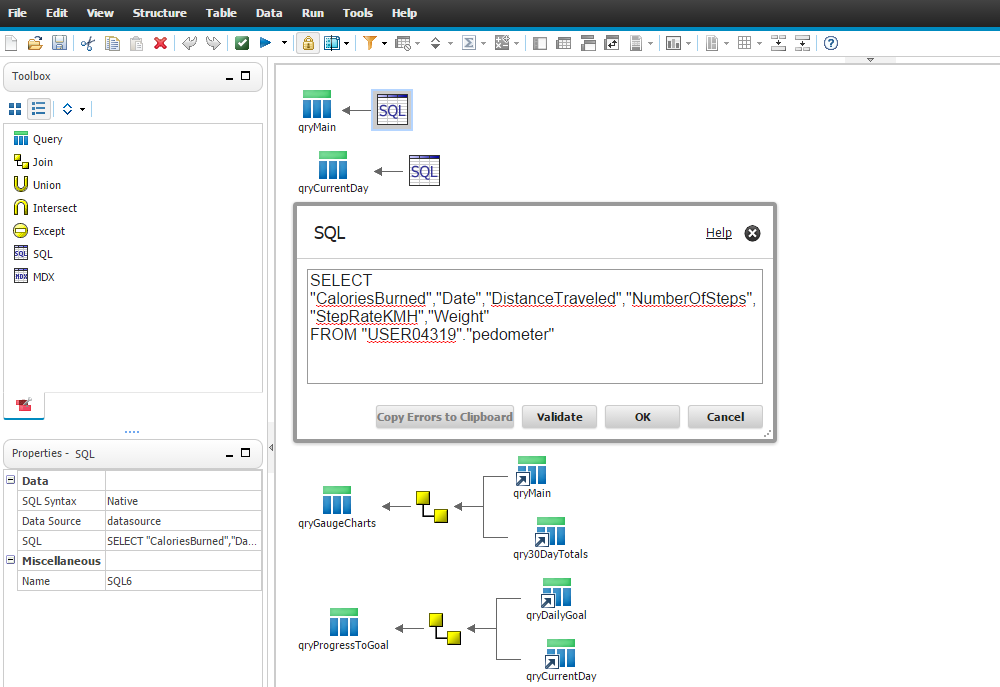 File Edit View Structure Table Data Run Tools Help
Toolbox
Query
Join
Union
Intersect
Except
SQL SQL
MDX MDX
Properties - SQL
Data
SQL Syntax Native
Data Source datasource
SQL SELECT "CaloriesBurned","Da...
Miscellaneous
Name SQL6
SQL
qryMain
SQL
qryCurrentDay
SQL
Help
SELECT
"CaloriesBurned","Date","DistanceTraveled","NumberOfSteps",
"StepRateKMH","Weight"
FROM "USER04319"."pedometer"
Copy Errors to Clipboard Validate OK Cancel
qryMain
qryGaugeCharts
qry30DayTotals
qryDailyGoal
qryProgressToGoal
qryCurrentDay